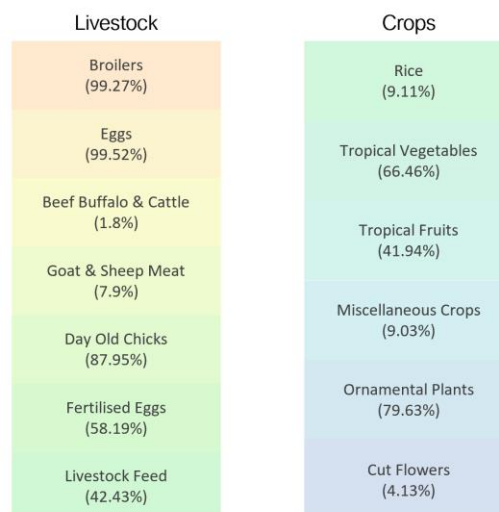 Livestock
Broilers
(99.27%)
Eggs
(99.52%)
Beef Buffalo & Cattle
(1.8%)
Goat & Sheep Meat
(7.9%)
Day Old Chicks
(87.95%)
Fertilised Eggs
(58.19%)
Livestock Feed
(42.43%)
Crops
Rice
(9.11%)
Tropical Vegetables
(66.46%)
Tropical Fruits
(41.94%)
Miscellaneous Crops
(9.03%)
Ornamental Plants
(79.63%)
Cut Flowers
(4.13%)